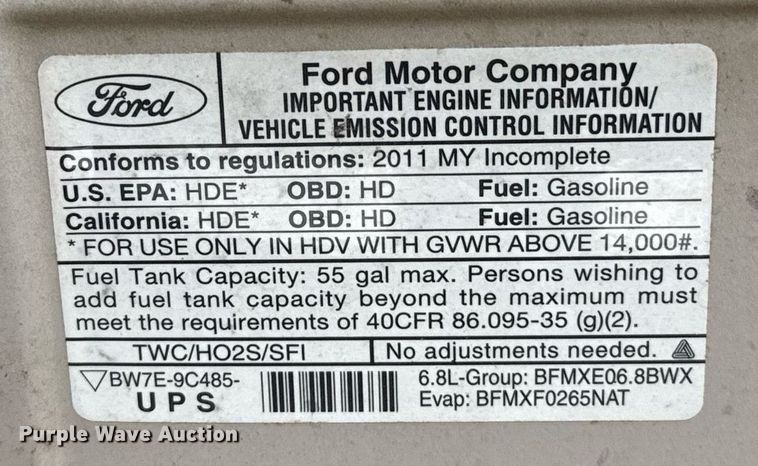 Ford
Ford Motor Company
IMPORTANT ENGINE INFORMATION/
VEHICLE EMISSION CONTROL INFORMATION
Conforms to regulations: 2011 MY Incomplete
U.S. EPA: HDE* OBD: HD Fuel: Gasoline
California: HDE* OBD: HD Fuel: Gasoline
* FOR USE ONLY IN HDV WITH GVWR ABOVE 14,000#.
Fuel Tank Capacity: 55 gal max. Persons wishing to
add fuel tank capacity beyond the maximum must
meet the requirements of 40CFR 86.095-35 (g)(2).
TWC/HO2S/SFI No adjustments needed.
BW7E-9C485- 6.8L-Group: BFMXE06.8BWX
UPS Evap: BFMXF0265NAT
Purple Wave Auction